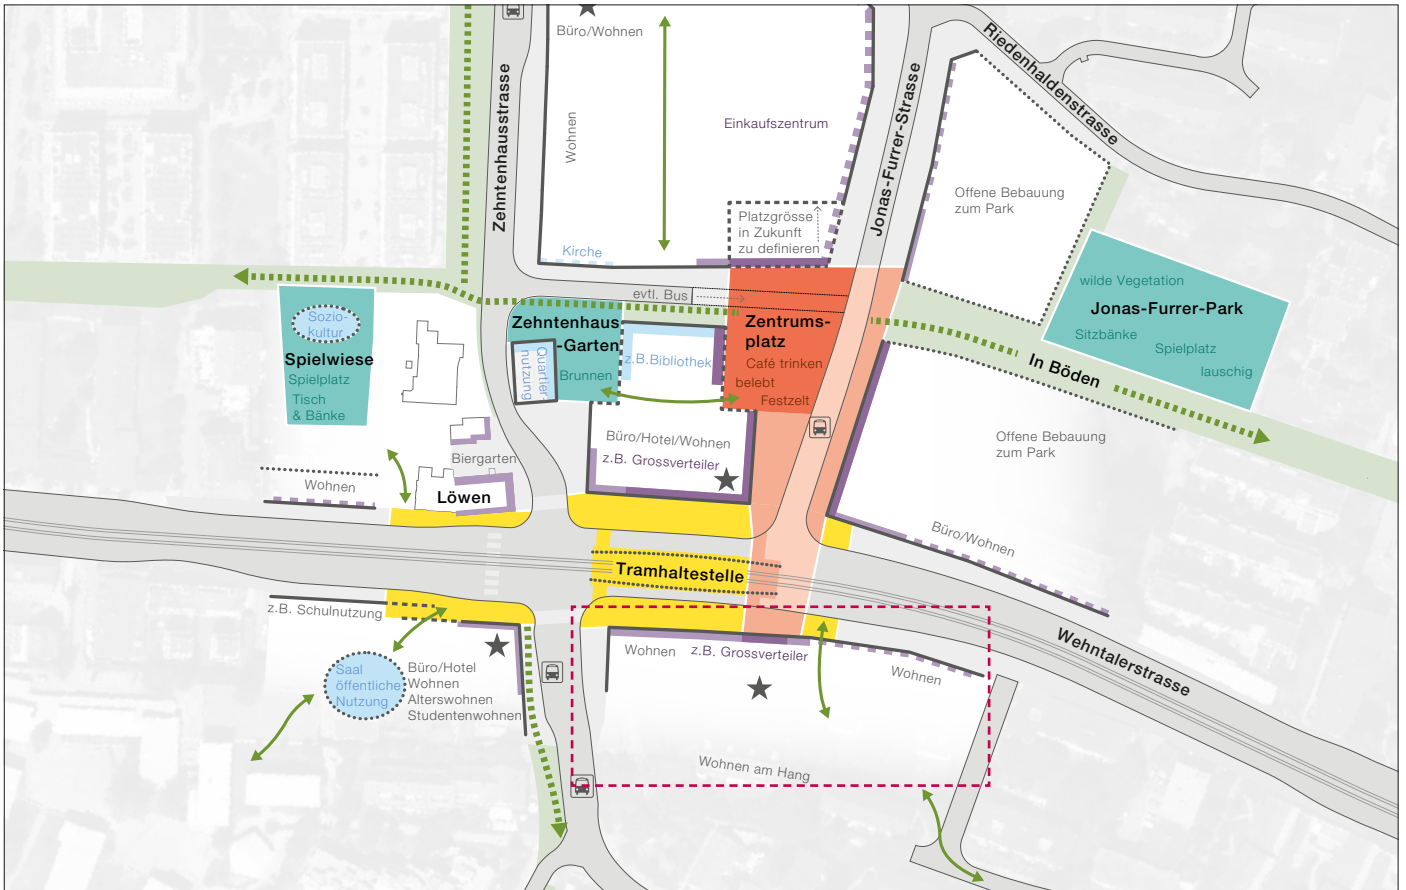 Büro/Wohnen
Zehntenhausstrasse
Wohnen
Einkaufszentrum
Jonas-Furrer-Strasse
Riedenhaldenstrasse
Offene Bebauung
zum Park
Platzgrösse
in Zukunft
zu definieren
Kirche
evtl. Bus
wilde Vegetation
Jonas-Furrer-Park
Sitzbänke
Spielplatz
lauschig
Sozio-
kultur
Spielwiese
Spielplatz
Tisch
& Bänke
Zehntenhaus
-Garten
Quartier-
nutzung
Brunnen
z.B.Bibliothek
Zentrums-
platz
Café trinken
belebt
Festzelt
In Böden
Büro/Hotel/Wohnen
z.B. Grossverteiler
Offene Bebauung
zum Park
Biergarten
Löwen
Wohnen
Büro/Wohnen
Tramhaltestelle
z.B. Schulnutzung
Saal
öffentliche
Nutzung
Büro/Hotel
Wohnen
Alterswohnen
Studentenwohnen
Wohnen
z.B. Grossverteiler
Wohnen
Wehntalerstrasse
Wohnen am Hang